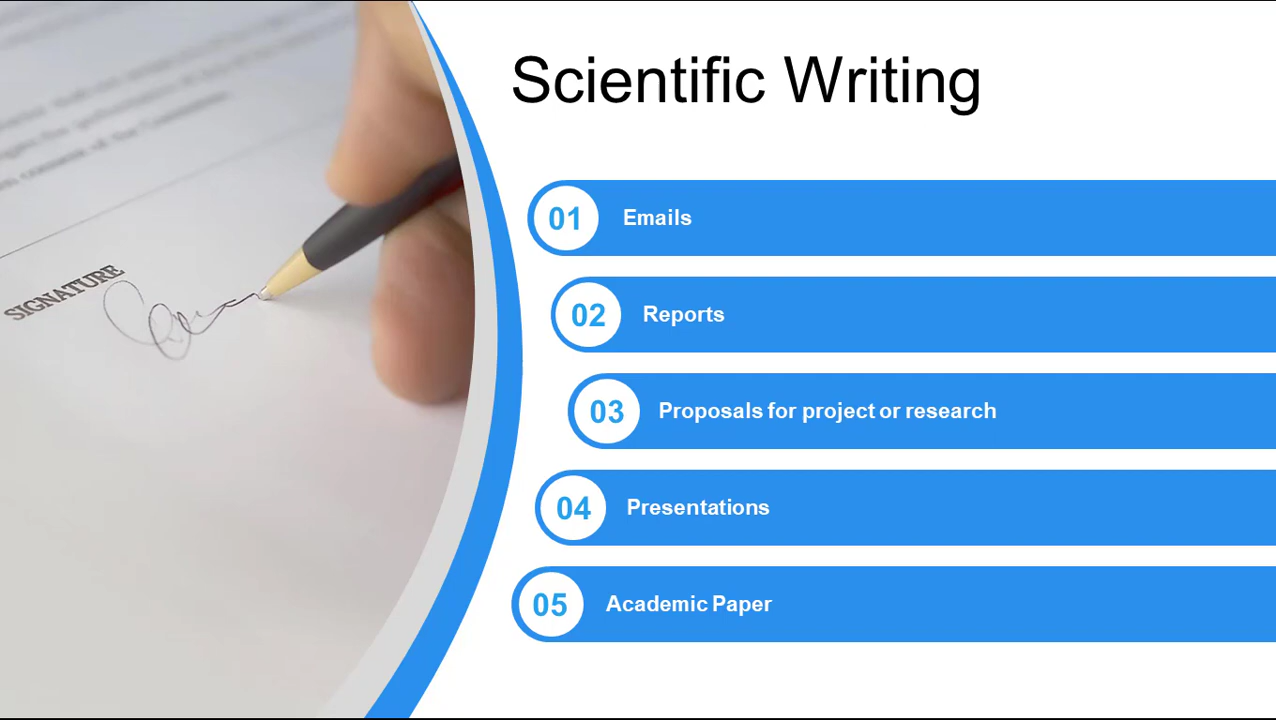 Scientific Writing
01 Emails
02 Reports
03 Proposals for project or research
04 Presentations
05 Academic Paper
SIGNATURE